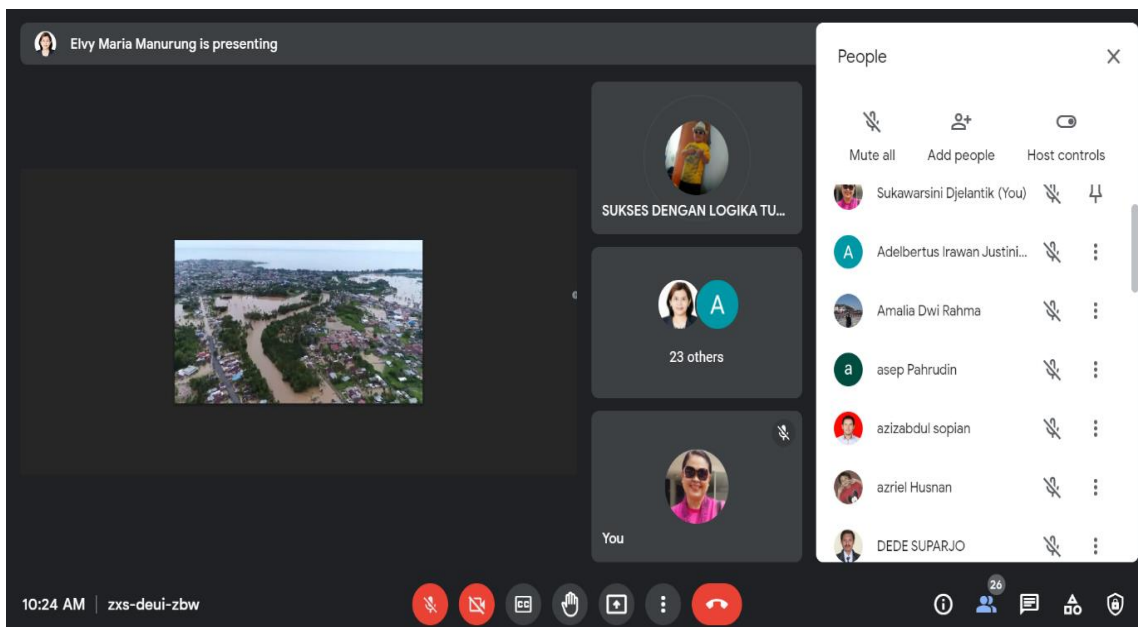 Elvy Maria Manurung is presenting
SUKSES DENGAN LOGIKA TU...
A
23 others
You
People
Mute all
Add people
Host controls
Sukawarsini Djelantik (You)
A
Adelbertus Irawan Justini...
Amalia Dwi Rahma
a
asep Pahrudin
azizabdul sopian
azriel Husnan
DEDE SUPARJO
10:24 AM | zxs-deui-zbw
CC
26